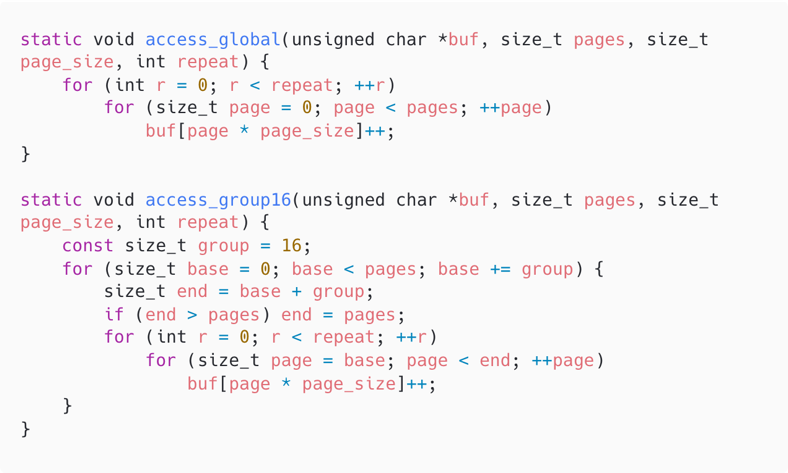 static void access_global(unsigned char *buf, size_t pages, size_t
page_size, int repeat) {
    for (int r = 0; r < repeat; ++r)
        for (size_t page = 0; page < pages; ++page)
            buf[page * page_size]++;
}

static void access_group16(unsigned char *buf, size_t pages, size_t
page_size, int repeat) {
    const size_t group = 16;
    for (size_t base = 0; base < pages; base += group) {
        size_t end = base + group;
        if (end > pages) end = pages;
        for (int r = 0; r < repeat; ++r)
            for (size_t page = base; page < end; ++page)
                buf[page * page_size]++;
    }
}